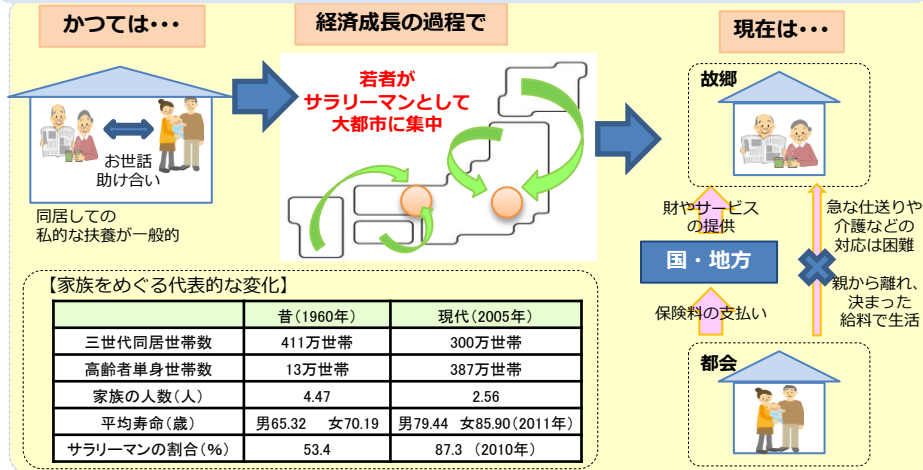 かつては・・・
経済成長の過程で
現在は・・・
お世話
助け合い
同居しての
私的な扶養が一般的
若者が
サラリーマンとして
大都市に集中
故郷
財やサービス
の提供
急な仕送りや
介護などの
対応は困難
国・地方
保険料の支払い
親から離れ、
決まった
給料で生活
都会
【家族をめぐる代表的な変化】
昔(1960年) 現代(2005年)
三世代同居世帯数 411万世帯 300万世帯
高齢者単身世帯数 13万世帯 387万世帯
家族の人数(人) 4.47 2.56
平均寿命(歳) 男65.32 女70.19 男79.44 女85.90(2011年)
サラリーマンの割合(%) 53.4 87.3 (2010年)